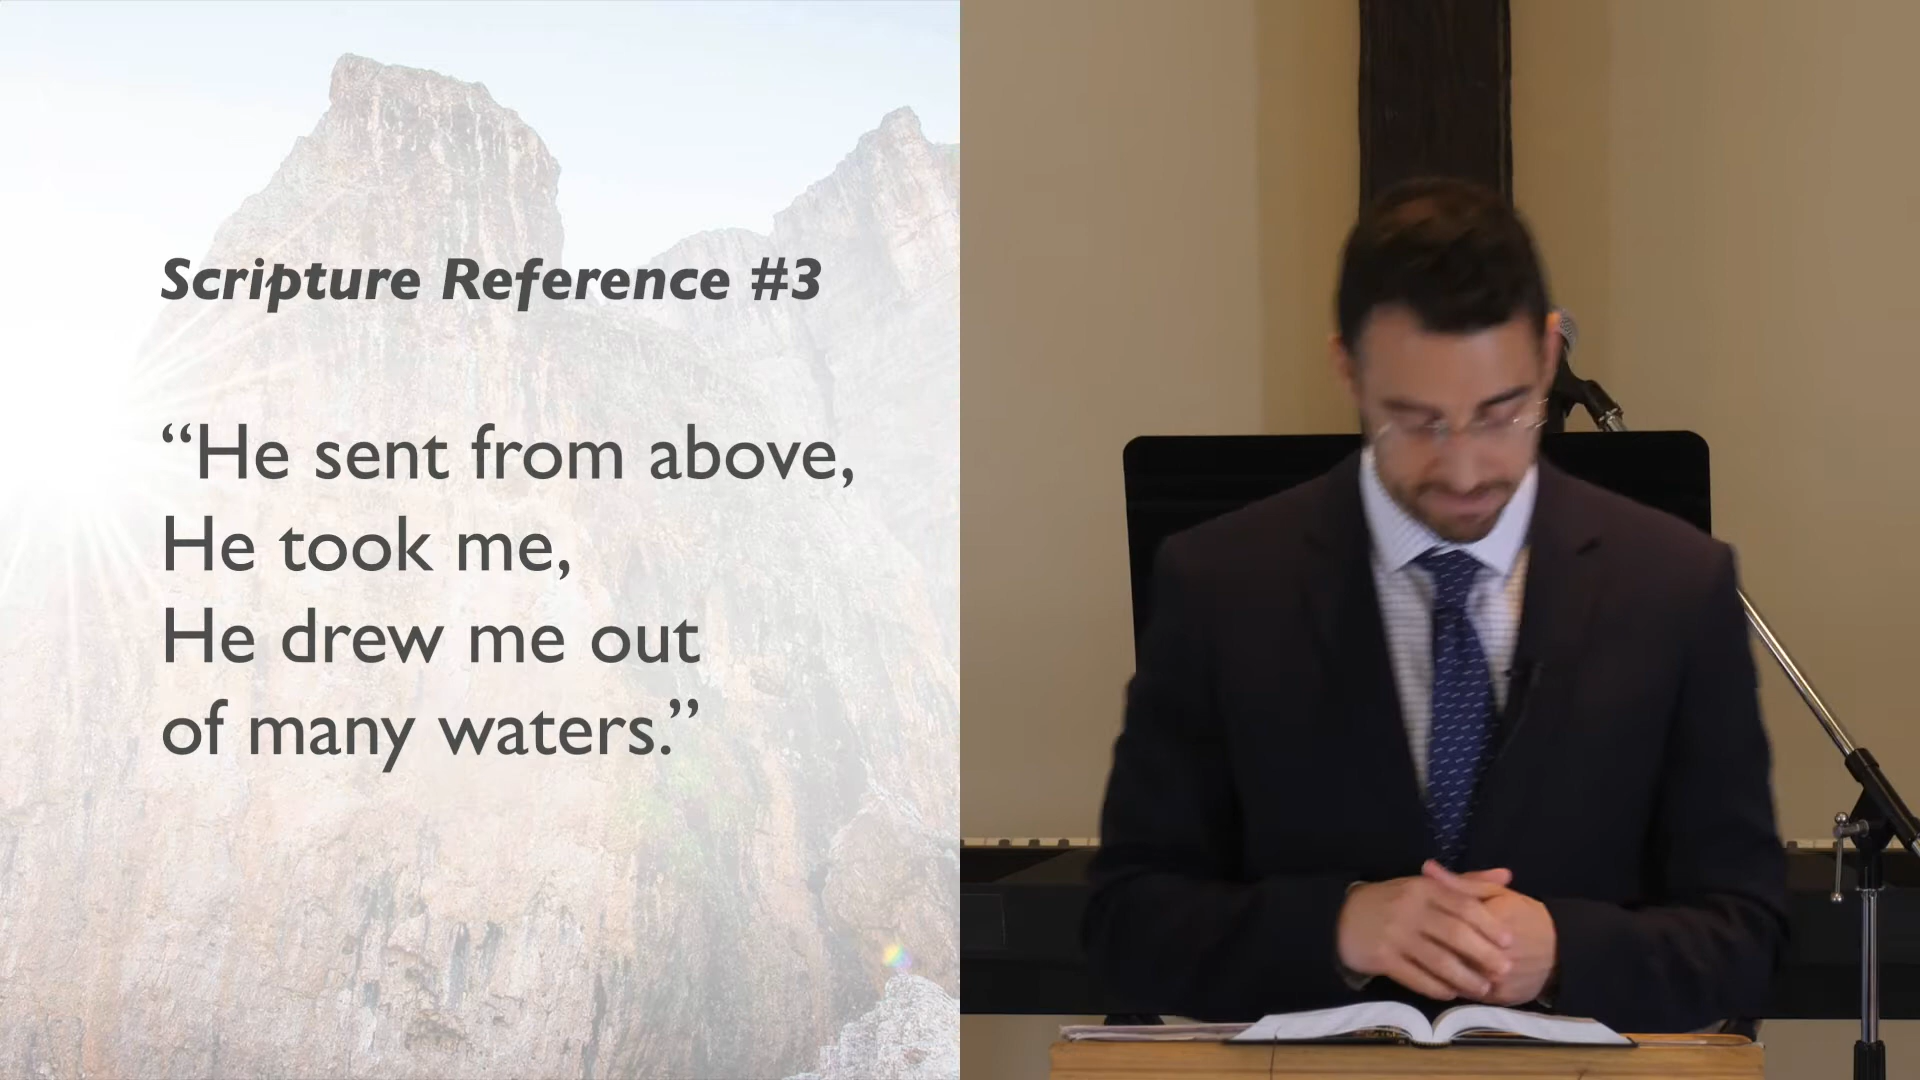 Scripture Reference #3
“He sent from above,
He took me,
He drew me out
of many waters.”